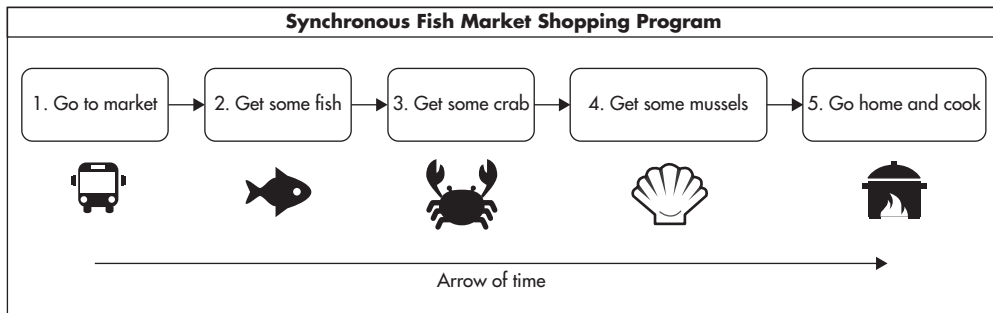 Synchronous Fish Market Shopping Program
1. Go to market
2. Get some fish
3. Get some crab
4. Get some mussels
5. Go home and cook
Arrow of time